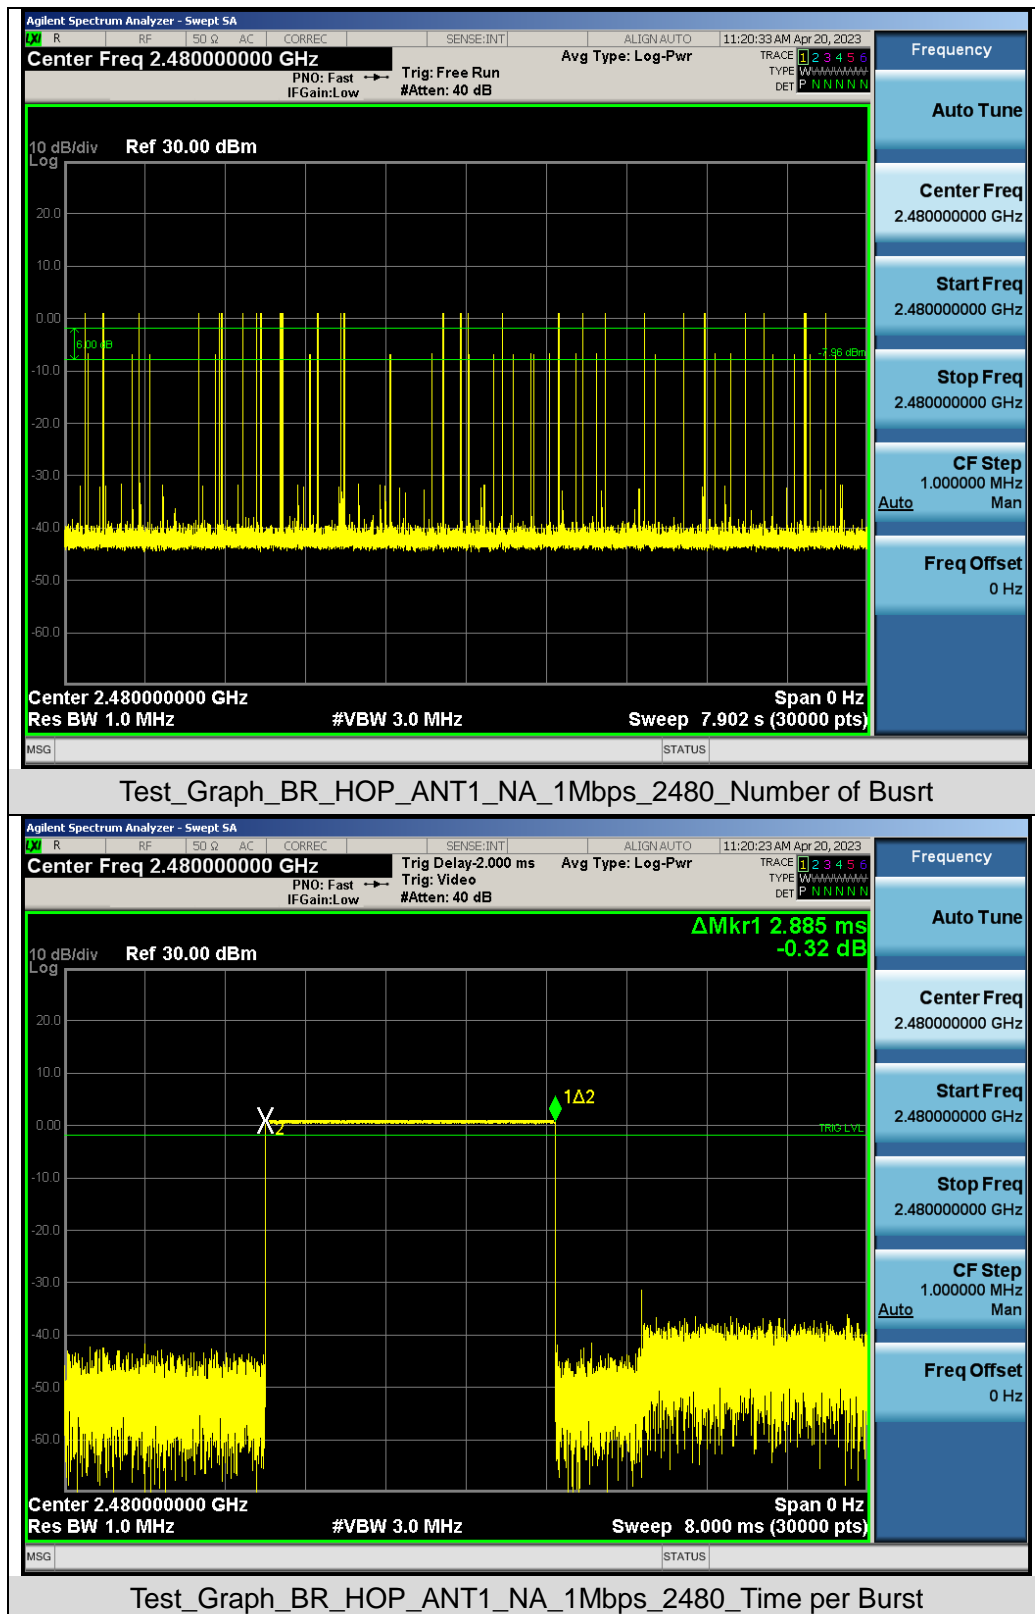 Agilent Spectrum Analyzer - Swept SA
LXI R RF 50 Ω AC CORREC SENSE:INT ALIGN AUTO 11:20:33 AM Apr 20, 2023
Center Freq 2.480000000 GHz
PNO: Fast
IFGain:Low
Trig: Free Run
#Atten: 40 dB
Avg Type: Log-Pwr
TRACE 1 2 3 4 5 6
TYPE WWWWWW
DET P N N N N N
Frequency
Auto Tune
Center Freq
2.480000000 GHz
Start Freq
2.480000000 GHz
Stop Freq
2.480000000 GHz
CF Step
1.000000 MHz
Auto Man
Freq Offset
0 Hz
10 dB/div Ref 30.00 dBm
Log
20.0
10.0
0.00
6.00 dB
-7.96 dBm
-10.0
-20.0
-30.0
-40.0
-50.0
-60.0
Center 2.480000000 GHz Span 0 Hz
Res BW 1.0 MHz #VBW 3.0 MHz Sweep 7.902 s (30000 pts)
MSG STATUS
Test_Graph_BR_HOP_ANT1_NA_1Mbps_2480_Number of Busrt
Agilent Spectrum Analyzer - Swept SA
LXI R RF 50 Ω AC CORREC SENSE:INT ALIGN AUTO 11:20:23 AM Apr 20, 2023
Center Freq 2.480000000 GHz
PNO: Fast
IFGain:Low
Trig Delay-2.000 ms
Trig: Video
#Atten: 40 dB
Avg Type: Log-Pwr
TRACE 1 2 3 4 5 6
TYPE WWWWWW
DET P N N N N N
Frequency
Auto Tune
Center Freq
2.480000000 GHz
Start Freq
2.480000000 GHz
Stop Freq
2.480000000 GHz
CF Step
1.000000 MHz
Auto Man
Freq Offset
0 Hz
ΔMkr1 2.885 ms
-0.32 dB
10 dB/div Ref 30.00 dBm
Log
20.0
10.0
1Δ2
X2
0.00
TRIG LVL
-10.0
-20.0
-30.0
-40.0
-50.0
-60.0
Center 2.480000000 GHz Span 0 Hz
Res BW 1.0 MHz #VBW 3.0 MHz Sweep 8.000 ms (30000 pts)
MSG STATUS
Test_Graph_BR_HOP_ANT1_NA_1Mbps_2480_Time per Burst